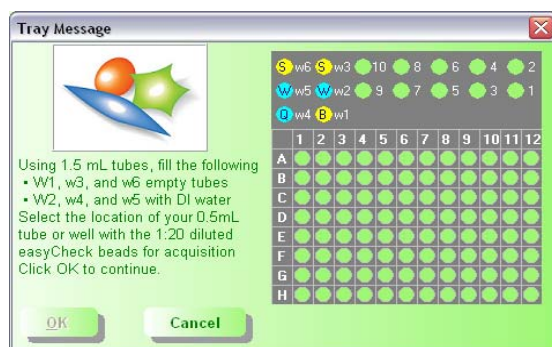 Tray Message
S w6 S w3 10 8 6 4 2
W w5 W w2 9 7 5 3 1
Q w4 B w1
1 2 3 4 5 6 7 8 9 10 11 12
A
B
C
D
E
F
G
H
Using 1.5 mL tubes, fill the following
• W1, w3, and w6 empty tubes
• W2, w4, and w5 with DI water
Select the location of your 0.5mL
tube or well with the 1:20 diluted
easyCheck beads for acquisition
Click OK to continue.
OK Cancel